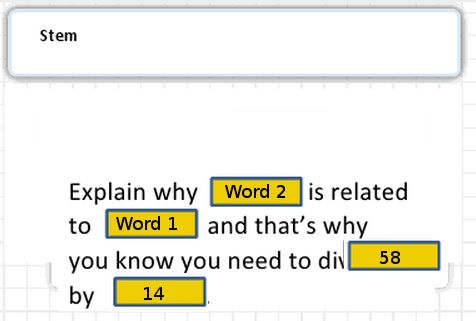 Stem
Explain why Word 2 is related
to Word 1 and that's why
you know you need to div 58
by 14.